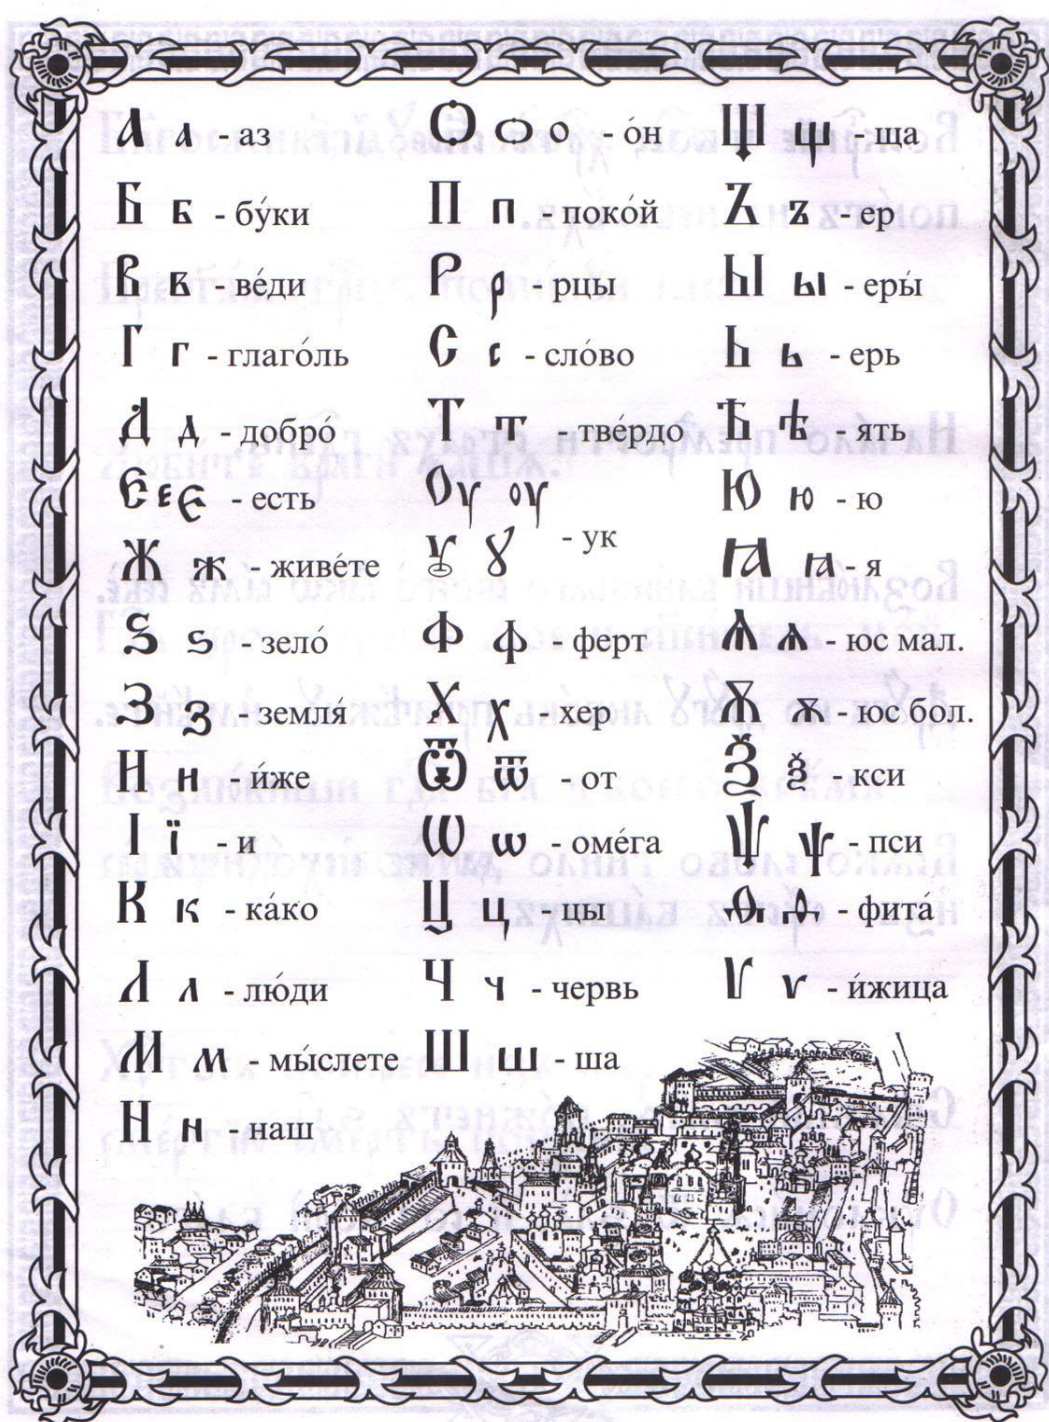 А а - аз
Б б - бу́ки
В в - ве́ди
Г г - глаго́ль
Д д - добро́
Є е є - есть
Ж ж - живе́те
Ѕ ѕ - зело́
З з - земля́
И и - и́же
І ї - и
К к - ка́ко
Л л - лю́ди
М м - мы́слете
Н н - наш
Ѻ ѻ о - о́н
П п - поко́й
Р р - рцы
С с - сло́во
Т т - тве́рдо
Оу оу
Ꙋ ꙋ - ук
Ф ф - ферт
Х х - хер
Ѿ ѿ - от
Ѡ ѡ - оме́га
Ц ц - цы
Ч ч - червь
Ш ш - ша
Щ щ - ща
Ъ ъ - ер
Ы ы - еры́
Ь ь - ерь
Ѣ ѣ - ять
Ю ю - ю
Ꙗ ꙗ - я
Ѧ ѧ - юс мал.
Ѫ ѫ - юс бол.
Ѯ ѯ - кси
Ѱ ѱ - пси
Ѳ ѳ - фита́
Ѵ ѵ - и́жица